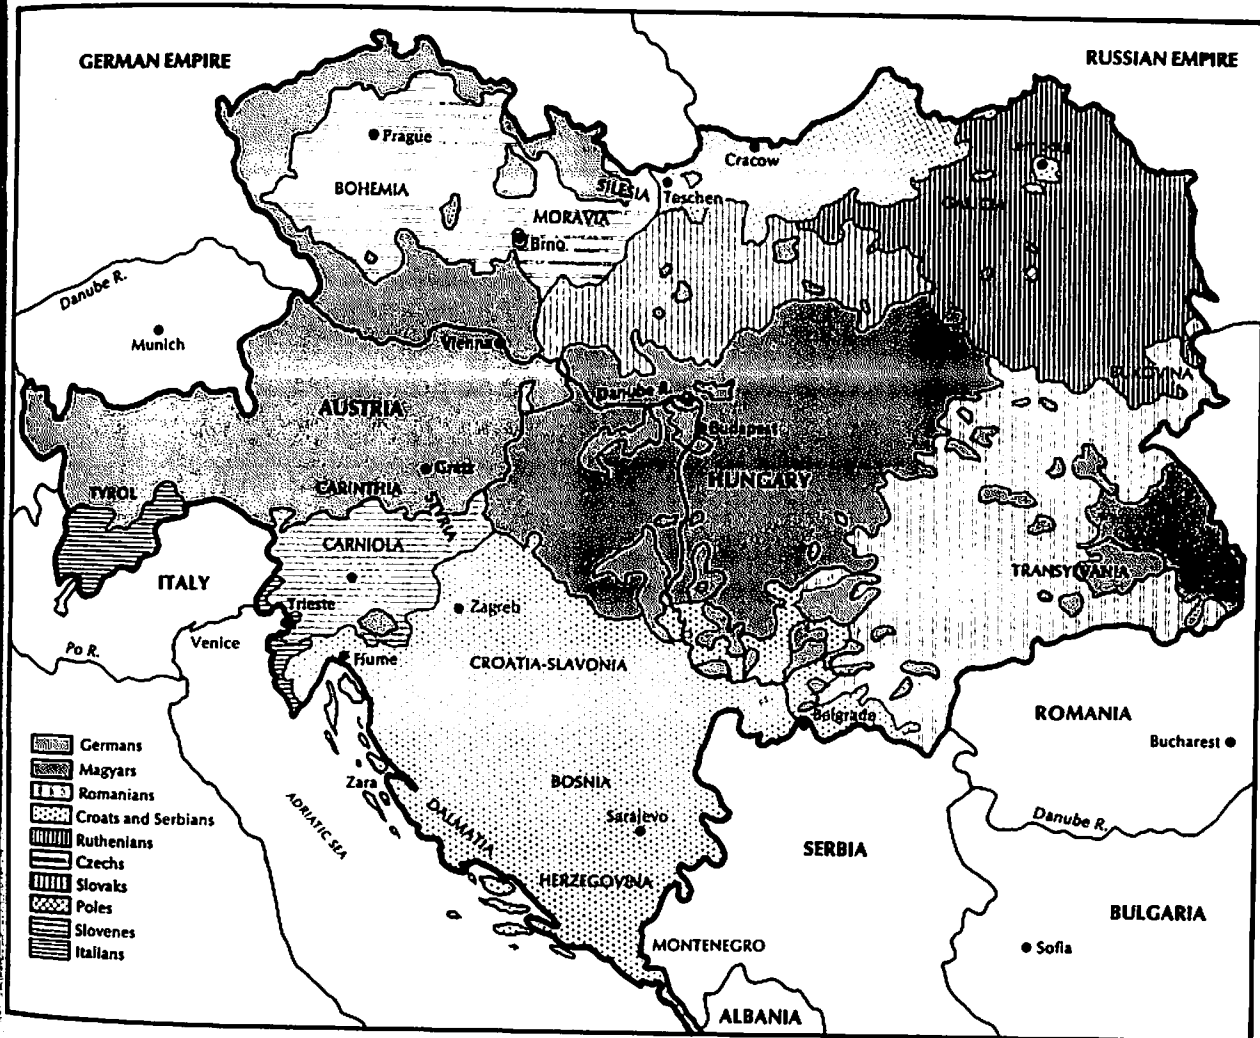 GERMAN EMPIRE
RUSSIAN EMPIRE
Prague
Cracow
BOHEMIA
SILESIA
Teschen
MORAVIA
Brno
GALICIA
Danube R.
Munich
Vienna
BUKOVINA
Danube R.
AUSTRIA
Budapest
Graz
HUNGARY
TYROL
CARINTHIA
STYRIA
CARNIOLA
TRANSYLVANIA
ITALY
Trieste
Zagreb
Venice
Po R.
Fiume
CROATIA-SLAVONIA
Belgrade
ROMANIA
Bucharest
Germans
Magyars
Romanians
Croats and Serbians
Ruthenians
Czechs
Slovaks
Poles
Slovenes
Italians
Zara
ADRIATIC SEA
DALMATIA
BOSNIA
Sarajevo
HERZEGOVINA
SERBIA
Danube R.
BULGARIA
MONTENEGRO
Sofia
ALBANIA